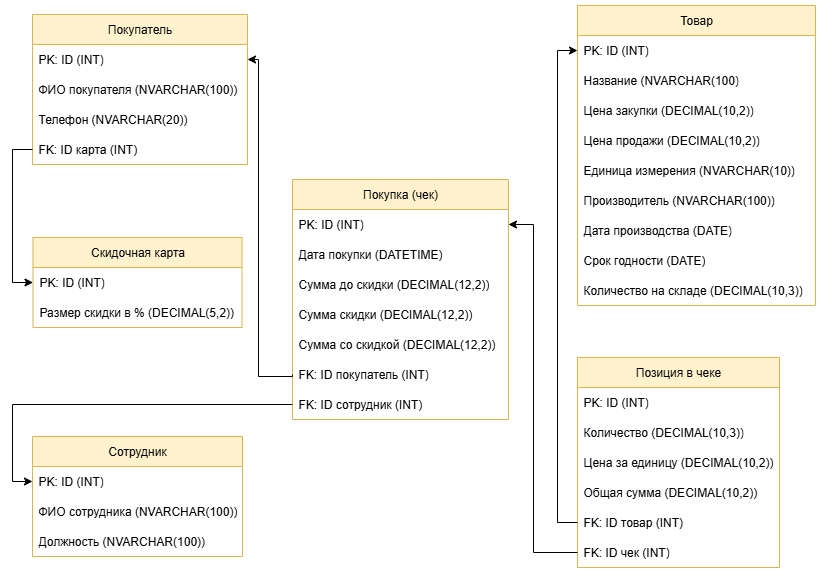 Покупатель
PK: ID (INT)
ФИО покупателя (NVARCHAR(100))
Телефон (NVARCHAR(20))
FK: ID карта (INT)
Скидочная карта
PK: ID (INT)
Размер скидки в % (DECIMAL(5,2))
Сотрудник
PK: ID (INT)
ФИО сотрудника (NVARCHAR(100))
Должность (NVARCHAR(100))
Покупка (чек)
PK: ID (INT)
Дата покупки (DATETIME)
Сумма до скидки (DECIMAL(12,2))
Сумма скидки (DECIMAL(12,2))
Сумма со скидкой (DECIMAL(12,2))
FK: ID покупатель (INT)
FK: ID сотрудник (INT)
Товар
PK: ID (INT)
Название (NVARCHAR(100)
Цена закупки (DECIMAL(10,2))
Цена продажи (DECIMAL(10,2))
Единица измерения (NVARCHAR(10))
Производитель (NVARCHAR(100))
Дата производства (DATE)
Срок годности (DATE)
Количество на складе (DECIMAL(10,3))
Позиция в чеке
PK: ID (INT)
Количество (DECIMAL(10,3))
Цена за единицу (DECIMAL(10,2))
Общая сумма (DECIMAL(10,2))
FK: ID товар (INT)
FK: ID чек (INT)